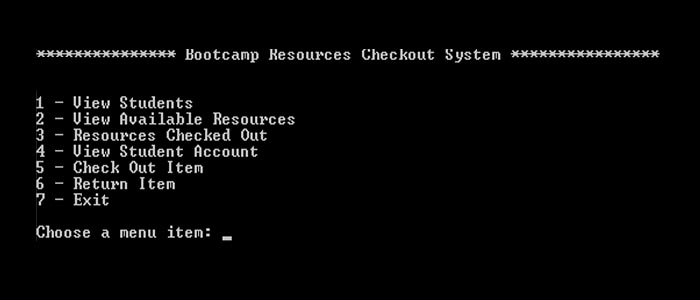 *************** Bootcamp Resources Checkout System ****************
1 - View Students
2 - View Available Resources
3 - Resources Checked Out
4 - View Student Account
5 - Check Out Item
6 - Return Item
7 - Exit
Choose a menu item: _